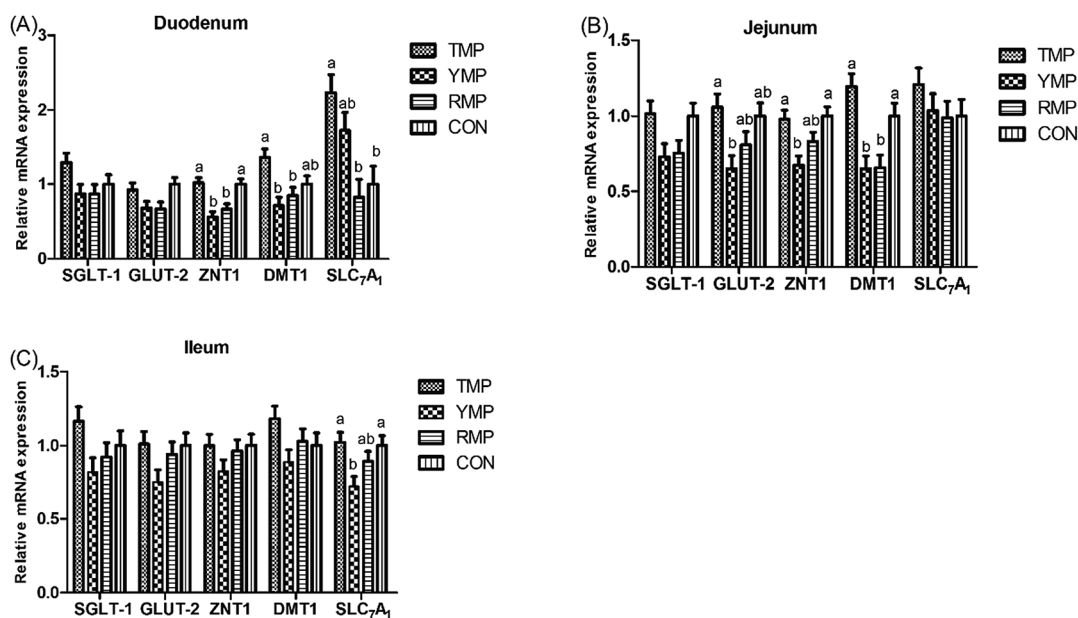 (A)
Duodenum
Relative mRNA expression
3
2
1
0
a
b
b
a
a
b
b
ab
a
ab
b
b
SGLT-1 GLUT-2 ZNT1 DMT1 SLC₇A₁
TMP
YMP
RMP
CON
(B)
Jejunum
Relative mRNA expression
1.5
1.0
0.5
0.0
a
b
ab
a
a
b
ab
a
a
b
b
a
SGLT-1 GLUT-2 ZNT1 DMT1 SLC₇A₁
TMP
YMP
RMP
CON
(C)
Ileum
Relative mRNA expression
1.5
1.0
0.5
0.0
a
b
ab
a
SGLT-1 GLUT-2 ZNT1 DMT1 SLC₇A₁
TMP
YMP
RMP
CON